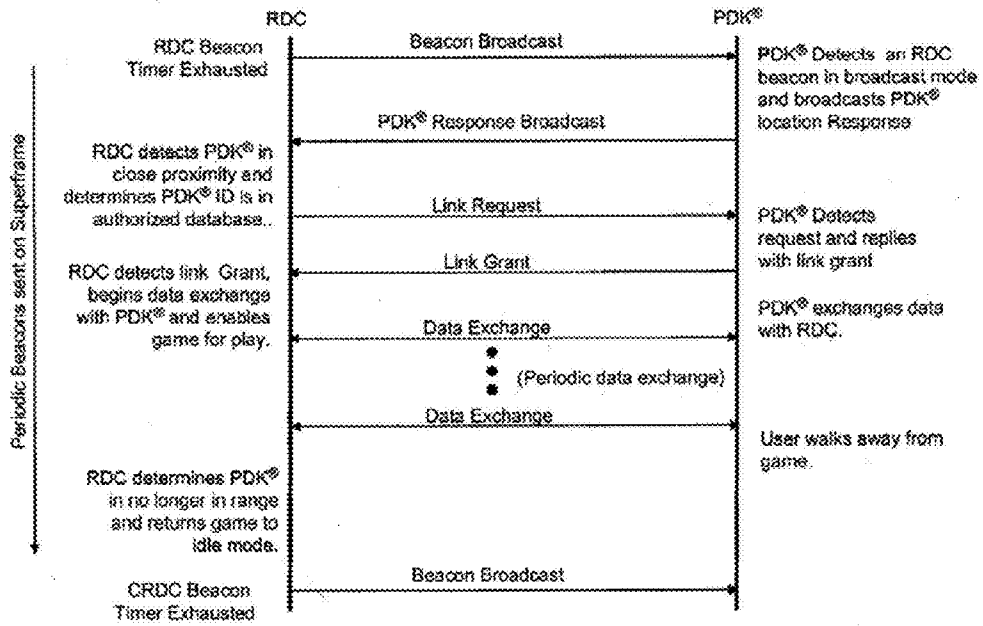 RDC
PDK®
RDC Beacon
Timer Exhausted
Beacon Broadcast
PDK® Detects an RDC
beacon in broadcast mode
and broadcasts PDK®
location Response
PDK® Response Broadcast
RDC detects PDK® in
close proximity and
determines PDK® ID is in
authorized database..
Link Request
PDK® Detects
request and replies
with link grant
Link Grant
RDC detects link Grant,
begins data exchange
with PDK® and enables
game for play.
PDK® exchanges data
with RDC.
Data Exchange
(Periodic data exchange)
Data Exchange
User walks away from
game.
RDC determines PDK®
in no longer in range
and returns game to
idle mode.
Beacon Broadcast
CRDC Beacon
Timer Exhausted
Periodic Beacons sent on Superframe